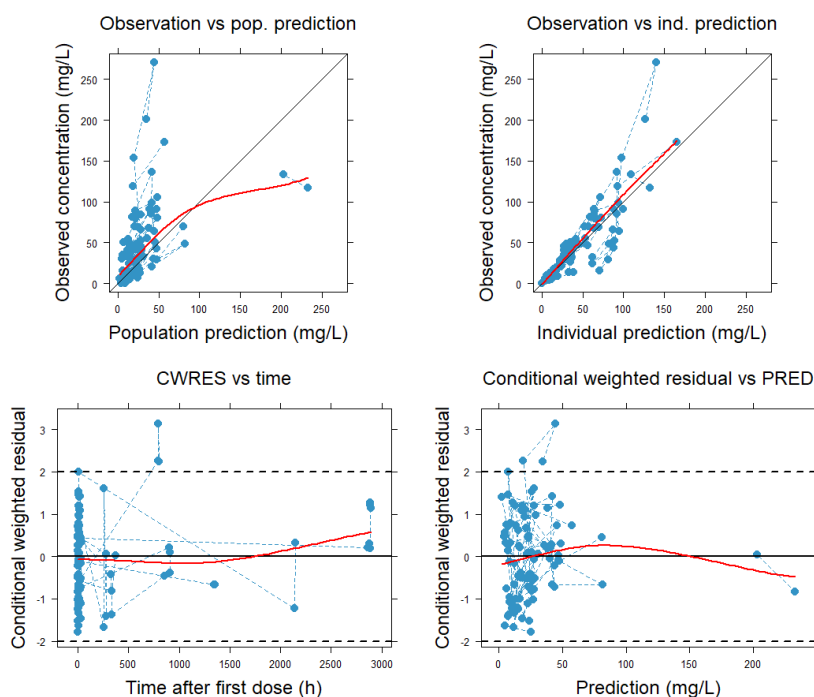 Observation vs pop. prediction
Observed concentration (mg/L)
250
200
150
100
50
0
0 50 100 150 200 250
Population prediction (mg/L)
Observation vs ind. prediction
Observed concentration (mg/L)
250
200
150
100
50
0
0 50 100 150 200 250
Individual prediction (mg/L)
CWRES vs time
Conditional weighted residual
3
2
1
0
-1
-2
0 500 1000 1500 2000 2500 3000
Time after first dose (h)
Conditional weighted residual vs PRED
Conditional weighted residual
3
2
1
0
-1
-2
0 50 100 150 200
Prediction (mg/L)